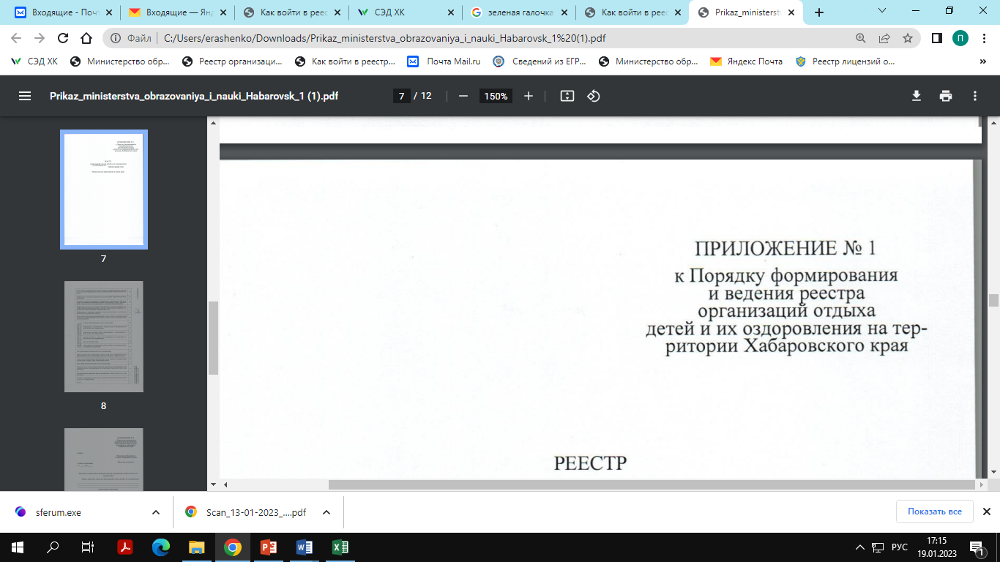 Входящие - Поч
Входящие — Янд
Как войти в реес
СЭД ХК
зеленая галочка
Как войти в реес
Prikaz_ministerst
Файл
C:/Users/erashenko/Downloads/Prikaz_ministerstva_obrazovaniya_i_nauki_Habarovsk_1%20(1).pdf
П
СЭД ХК
Министерство обр...
Реестр организаци...
Как войти в реестр...
Почта Mail.ru
Сведений из ЕГР...
Министерство обр...
Яндекс Почта
Реестр лицензий о...
»
Prikaz_ministerstva_obrazovaniya_i_nauki_Habarovsk_1 (1).pdf
7 / 12
150%
7
8
ПРИЛОЖЕНИЕ № 1
к Порядку формирования
и ведения реестра
организаций отдыха
детей и их оздоровления на тер-
ритории Хабаровского края
РЕЕСТР
sferum.exe
Scan_13-01-2023_....pdf
Показать все
РУС
17:15
19.01.2023
1